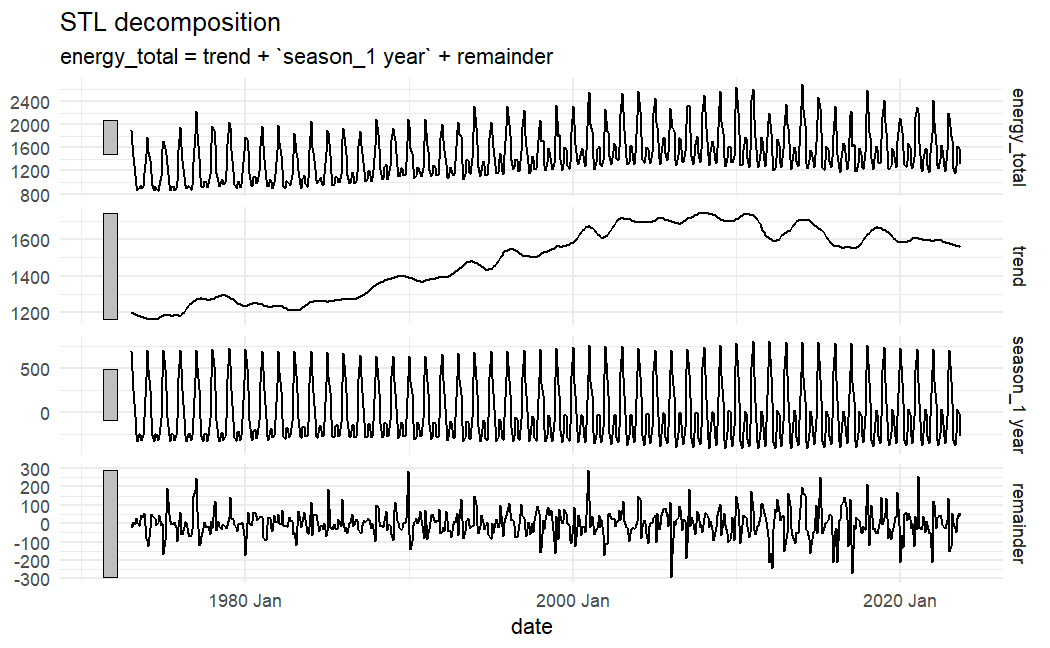 STL decomposition
energy_total = trend + `season_1 year` + remainder
2400
2000
1600
1200
800
energy_total
1600
1400
1200
trend
500
0
season_1 year
300
200
100
0
-100
-200
-300
remainder
1980 Jan
2000 Jan
2020 Jan
date